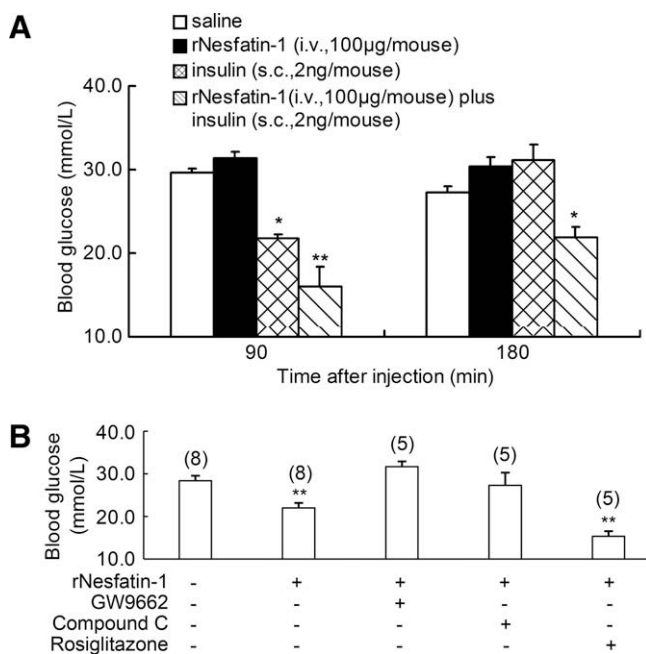 A
saline
rNesfatin-1 (i.v.,100μg/mouse)
insulin (s.c.,2ng/mouse)
rNesfatin-1(i.v.,100μg/mouse) plus
insulin (s.c.,2ng/mouse)
Blood glucose (mmol/L)
40.0
30.0
20.0
10.0
*
**
*
90
180
Time after injection (min)
B
Blood glucose
(mmol/L)
40.0
30.0
20.0
10.0
(8)
(8)
**
(5)
(5)
(5)
**
rNesfatin-1 - + + + +
GW9662 - - + - -
Compound C - - - + -
Rosiglitazone - - - - +